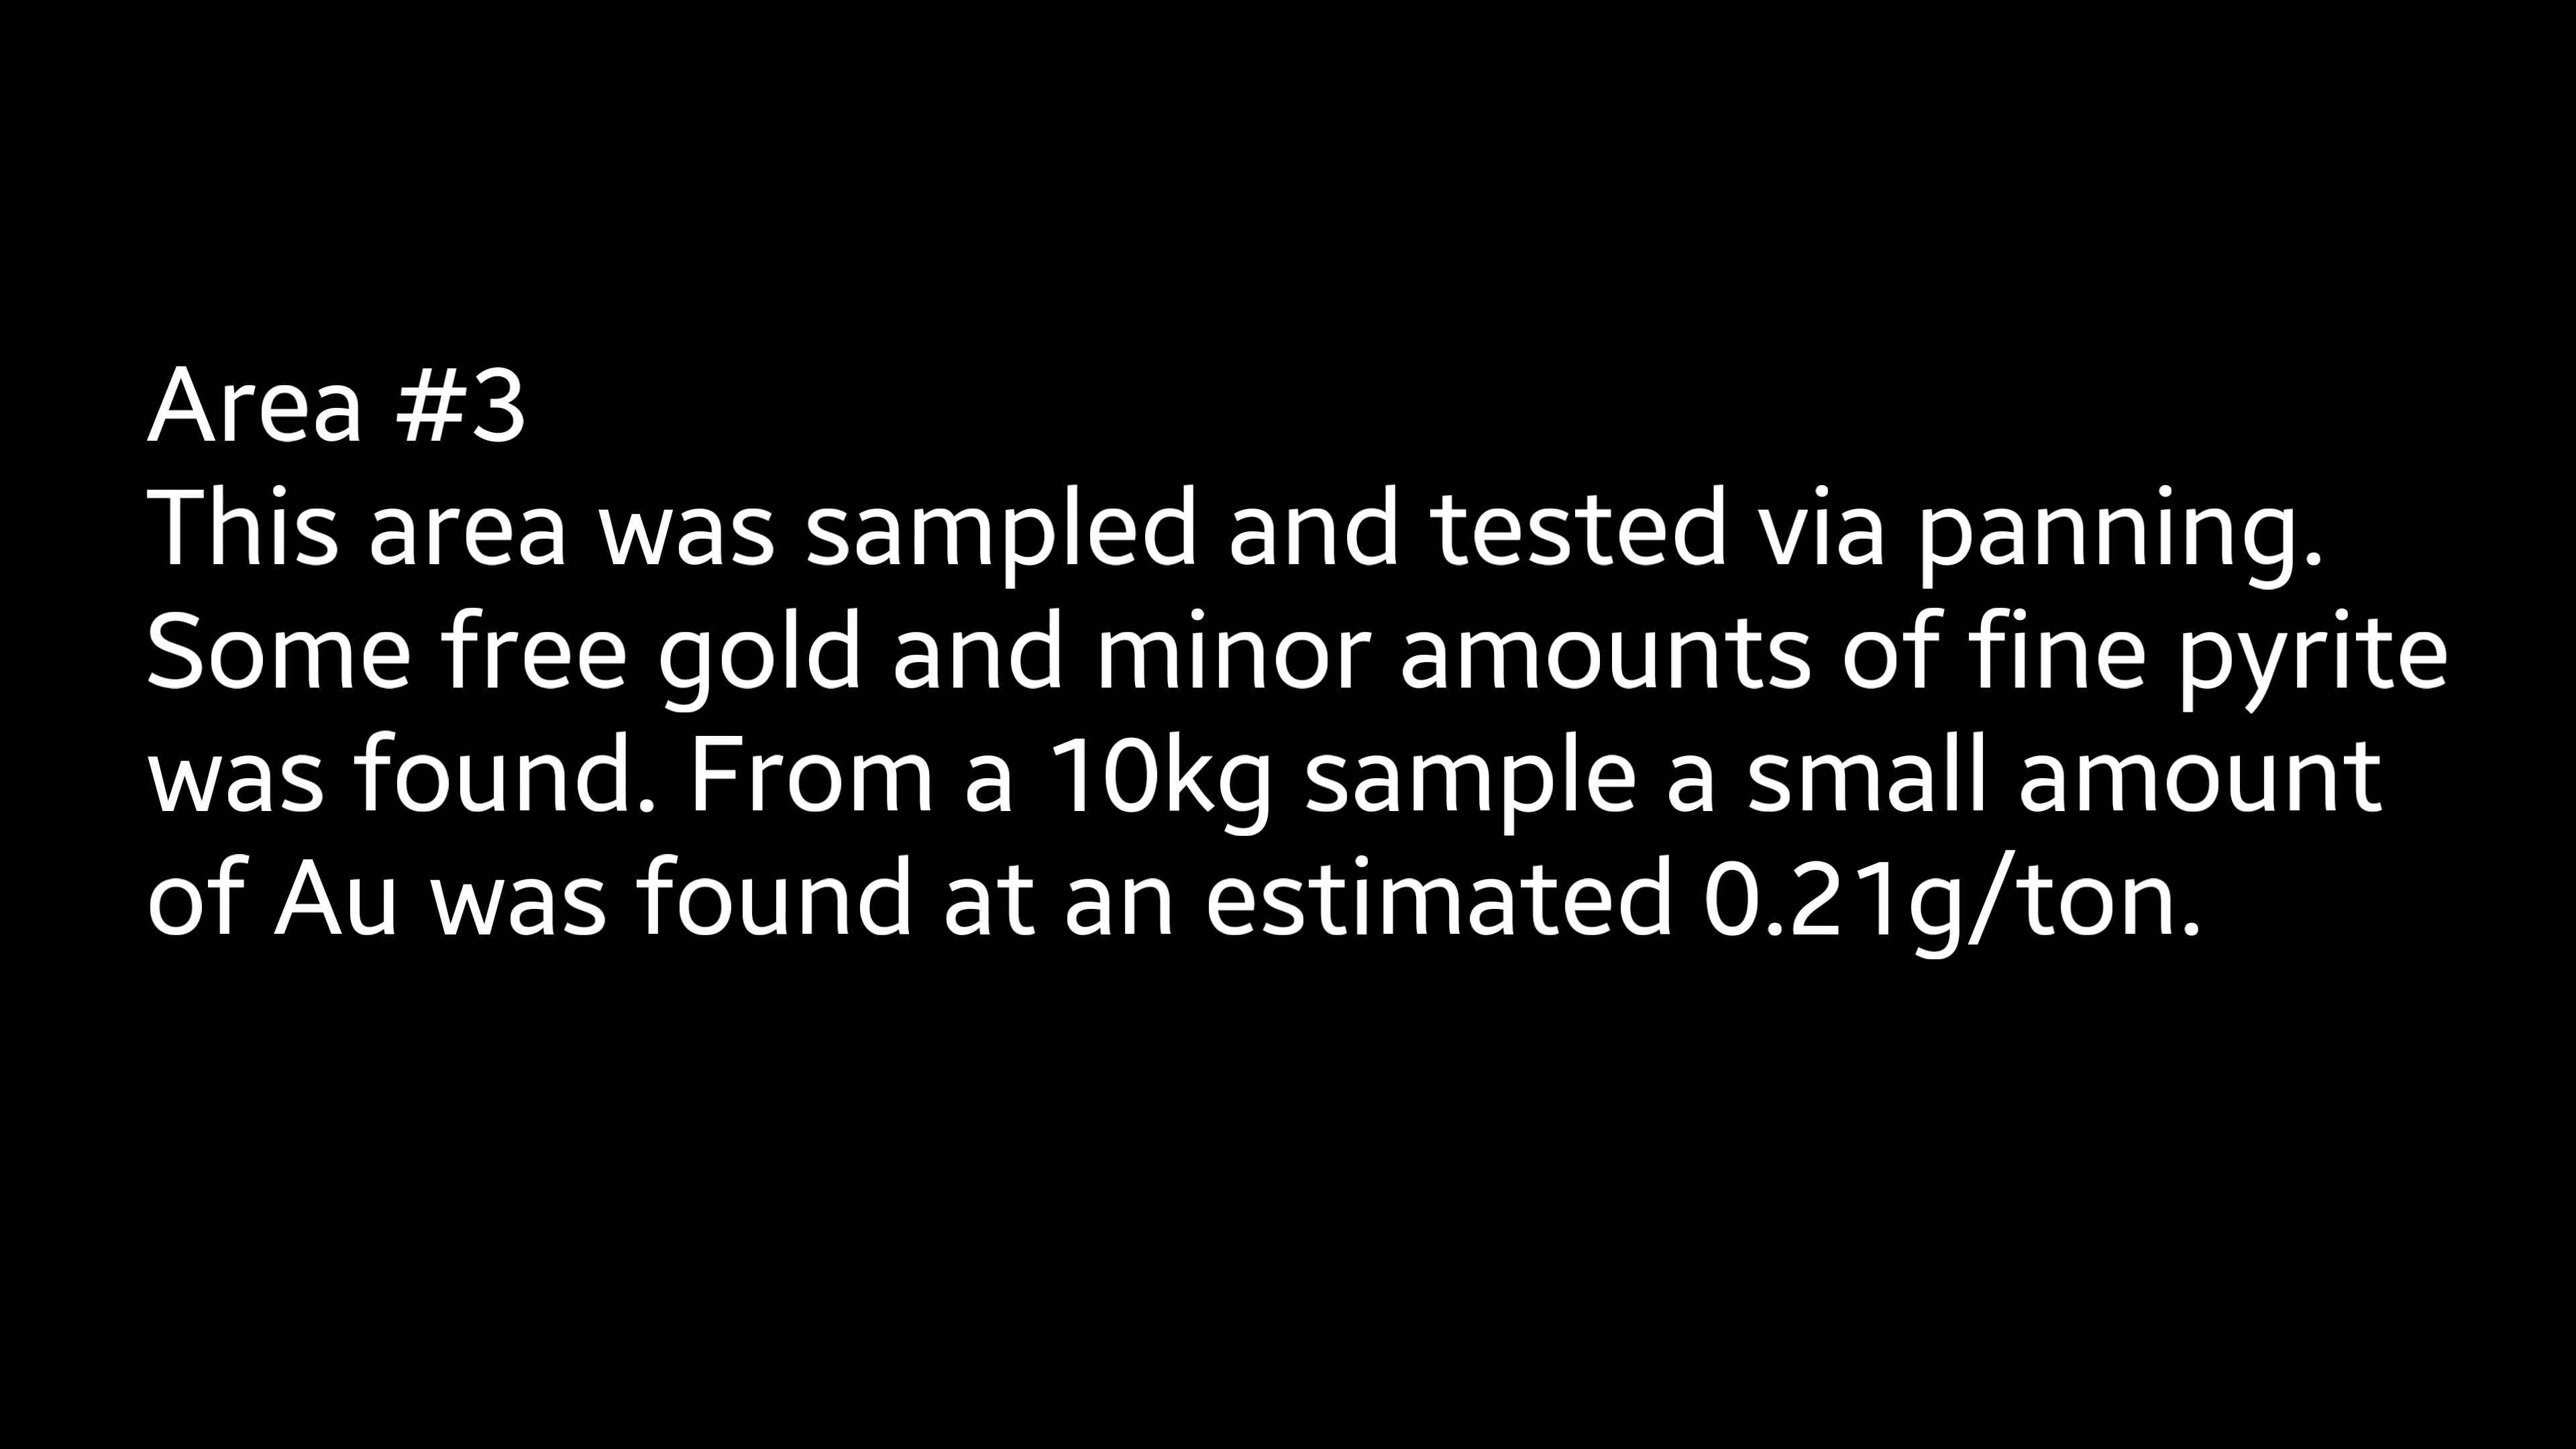 Area #3
This area was sampled and tested via panning.
Some free gold and minor amounts of fine pyrite
was found. From a 10kg sample a small amount
of Au was found at an estimated 0.21g/ton.